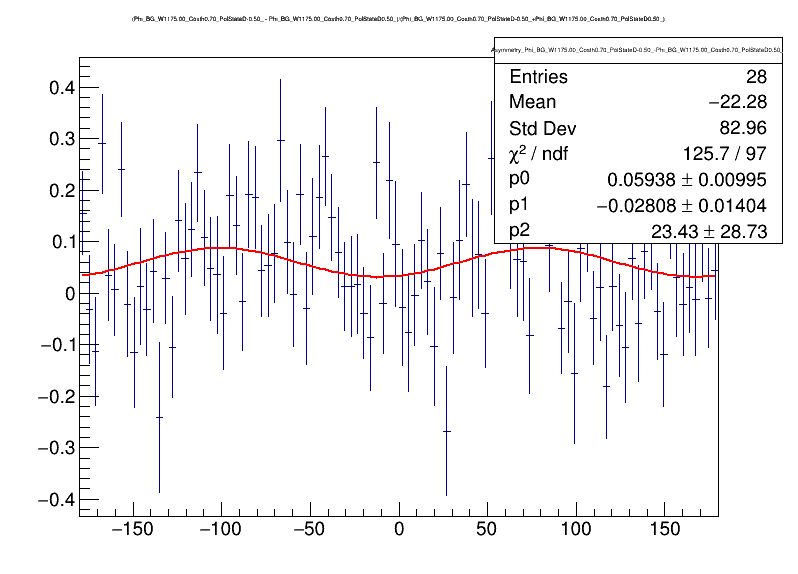 (Phi_BG_W1175.00_Costh0.70_PolStateD-0.50_- Phi_BG_W1175.00_Costh0.70_PolStateD0.50_)/(Phi_BG_W1175.00_Costh0.70_PolStateD-0.50_+Phi_BG_W1175.00_Costh0.70_PolStateD0.50_)
Asymmetry_Phi_BG_W1175.00_Costh0.70_PolStateD-0.50_-Phi_BG_W1175.00_Costh0.70_PolStateD0.50_
Entries 28
Mean −22.28
Std Dev 82.96
χ² / ndf 125.7 / 97
p0 0.05938 ± 0.00995
p1 −0.02808 ± 0.01404
p2 23.43 ± 28.73
0.4
0.3
0.2
0.1
0
−0.1
−0.2
−0.3
−0.4
−150 −100 −50 0 50 100 150